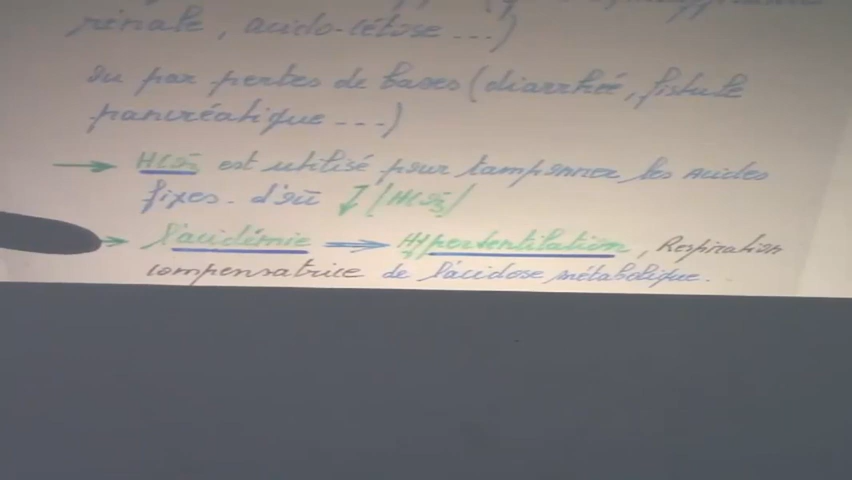 rénale, acido-cétose ...)
ou par pertes de bases (diarrhée, fistule
pancréatique ...)
→ HCO3- est utilisé pour tamponner les acides
fixes. d'où ↓ [HCO3-]
→ l'acidémie ⇒ Hyperventilation, Respiration
compensatrice de l'acidose métabolique.